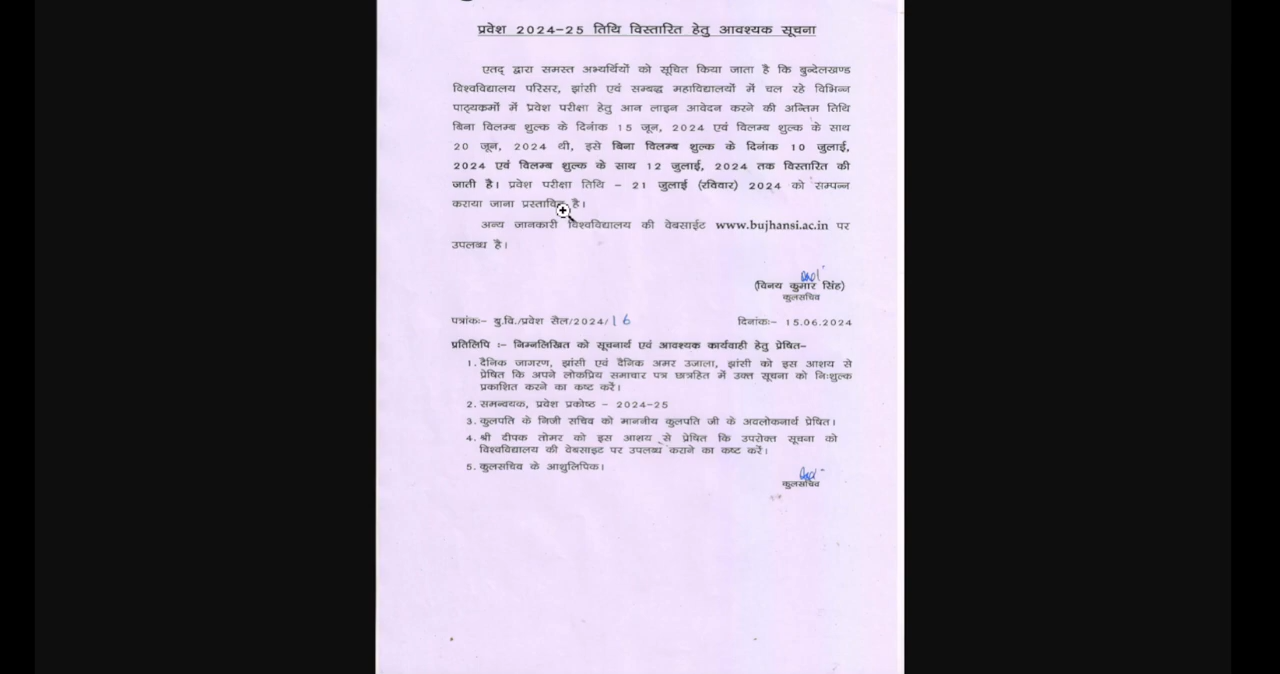 प्रवेश 2024-25 तिथि विस्तारित हेतु आवश्यक सूचना
एतद् द्वारा समस्त अभ्यर्थियों को सूचित किया जाता है कि बुन्देलखण्ड
विश्वविद्यालय परिसर, झांसी एवं सम्बद्ध महाविद्यालयों में चल रहे विभिन्न
पाठ्यक्रमों में प्रवेश परीक्षा हेतु आन लाइन आवेदन करने की अन्तिम तिथि
बिना विलम्ब शुल्क के दिनांक 15 जून, 2024 एवं विलम्ब शुल्क के साथ
20 जून, 2024 थी, इसे बिना विलम्ब शुल्क के दिनांक 10 जुलाई,
2024 एवं विलम्ब शुल्क के साथ 12 जुलाई, 2024 तक विस्तारित की
जाती है। प्रवेश परीक्षा तिथि - 21 जुलाई (रविवार) 2024 को सम्पन्न
कराया जाना प्रस्तावित है।
अन्य जानकारी विश्वविद्यालय की वेबसाईट www.bujhansi.ac.in पर
उपलब्ध है।
(विनय कुमार सिंह)
कुलसचिव
पत्रांकः- बु.वि./प्रवेश सैल/2024/16 दिनांकः- 15.06.2024
प्रतिलिपि :- निम्नलिखित को सूचनार्थ एवं आवश्यक कार्यवाही हेतु प्रेषित-
1. दैनिक जागरण, झांसी एवं दैनिक अमर उजाला, झांसी को इस आशय से
प्रेषित कि अपने लोकप्रिय समाचार पत्र छात्रहित में उक्त सूचना को निःशुल्क
प्रकाशित करने का कष्ट करें।
2. समन्वयक, प्रवेश प्रकोष्ठ - 2024-25
3. कुलपति के निजी सचिव को माननीय कुलपति जी के अवलोकनार्थ प्रेषित।
4. श्री दीपक तोमर को इस आशय से प्रेषित कि उपरोक्त सूचना को
विश्वविद्यालय की वेबसाइट पर उपलब्ध कराने का कष्ट करें।
5. कुलसचिव के आशुलिपिक।
कुलसचिव